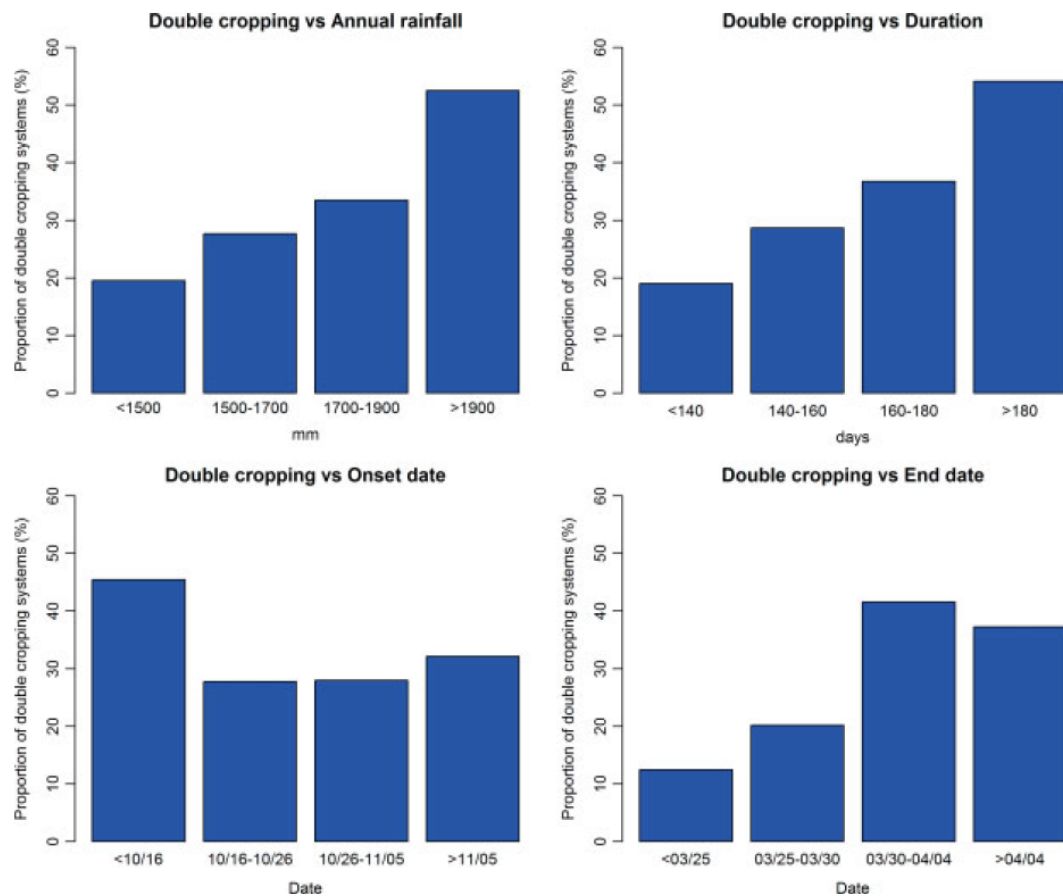 Double cropping vs Annual rainfall
Proportion of double cropping systems (%)
60
50
40
30
20
10
0
<1500 1500-1700 1700-1900 >1900
mm
Double cropping vs Duration
Proportion of double cropping systems (%)
60
50
40
30
20
10
0
<140 140-160 160-180 >180
days
Double cropping vs Onset date
Proportion of double cropping systems (%)
60
50
40
30
20
10
0
<10/16 10/16-10/26 10/26-11/05 >11/05
Date
Double cropping vs End date
Proportion of double cropping systems (%)
60
50
40
30
20
10
0
<03/25 03/25-03/30 03/30-04/04 >04/04
Date